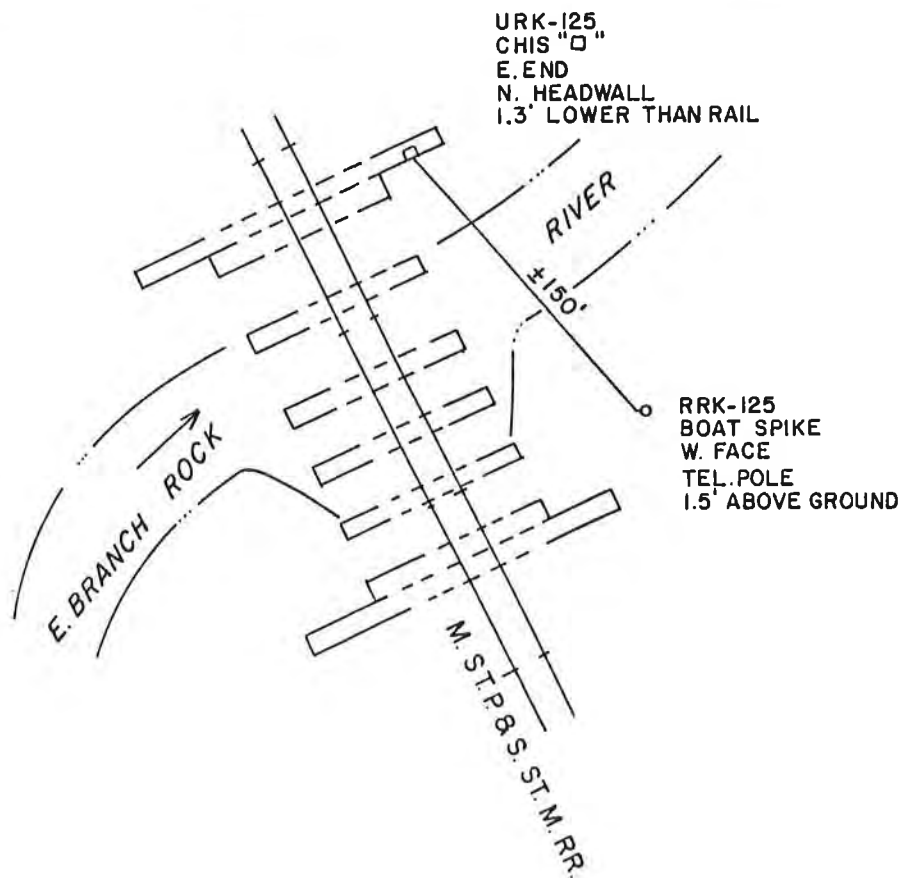 URK-125
CHIS "□"
E. END
N. HEADWALL
1.3' LOWER THAN RAIL
RIVER
±150'
RRK-125
BOAT SPIKE
W. FACE
TEL. POLE
1.5' ABOVE GROUND
E. BRANCH ROCK
M. ST.P. & S. ST. M. RR.